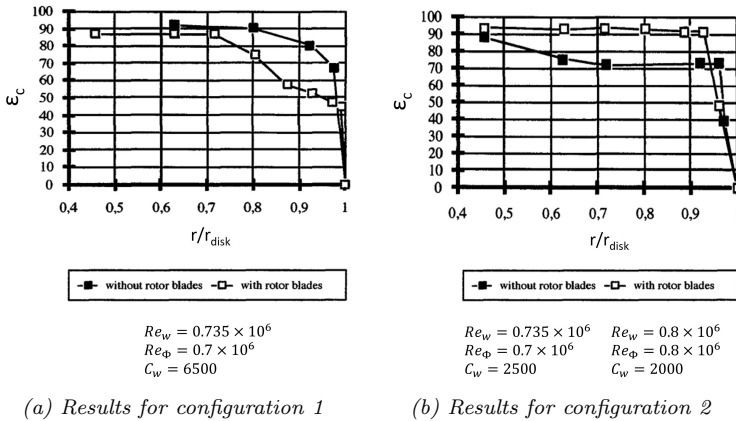 100
90
80
70
60
50
40
30
20
10
0
ε_c
0,4 0,5 0,6 0,7 0,8 0,9 1
r/r_disk
without rotor blades with rotor blades
Re_w = 0.735 × 10^6
Re_Φ = 0.7 × 10^6
C_w = 6500
(a) Results for configuration 1
100
90
80
70
60
50
40
30
20
10
0
ε_c
0,4 0,5 0,6 0,7 0,8 0,9
r/r_disk
without rotor blades with rotor blades
Re_w = 0.735 × 10^6 Re_w = 0.8 × 10^6
Re_Φ = 0.7 × 10^6 Re_Φ = 0.8 × 10^6
C_w = 2500 C_w = 2000
(b) Results for configuration 2